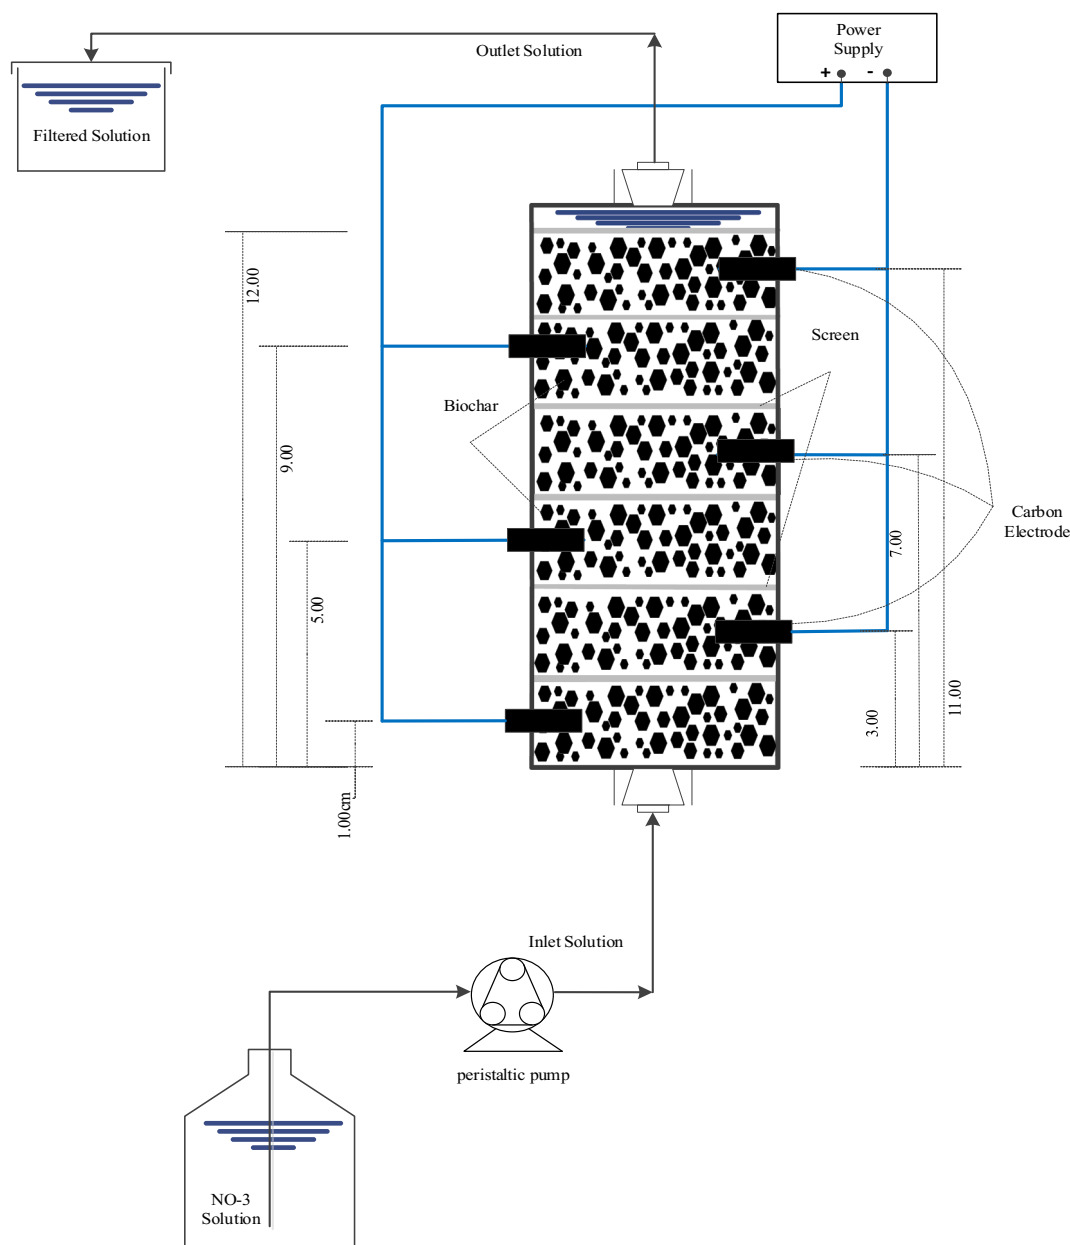 Power
Supply
+ -
Outlet Solution
Filtered Solution
12.00
Screen
Biochar
9.00
Carbon
Electrode
7.00
5.00
11.00
3.00
1.00cm
Inlet Solution
peristaltic pump
NO-3
Solution